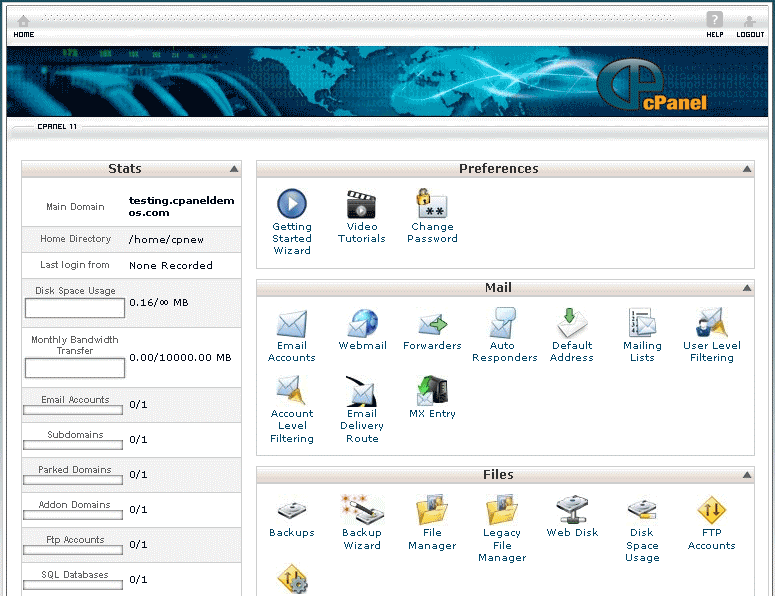 HOME
HELP
LOGOUT
cPanel
CPANEL 11
Stats
Main Domain
testing.cpaneldem
os.com
Home Directory
/home/cpnew
Last login from
None Recorded
Disk Space Usage
0.16/∞ MB
Monthly Bandwidth
Transfer
0.00/10000.00 MB
Email Accounts
0/1
Subdomains
0/1
Parked Domains
0/1
Addon Domains
0/1
Ftp Accounts
0/1
SQL Databases
0/1
Preferences
Getting
Started
Wizard
Video
Tutorials
Change
Password
Mail
Email
Accounts
Webmail
Forwarders
Auto
Responders
Default
Address
Mailing
Lists
User Level
Filtering
Account
Level
Filtering
Email
Delivery
Route
MX Entry
Files
Backups
Backup
Wizard
File
Manager
Legacy
File
Manager
Web Disk
Disk
Space
Usage
FTP
Accounts